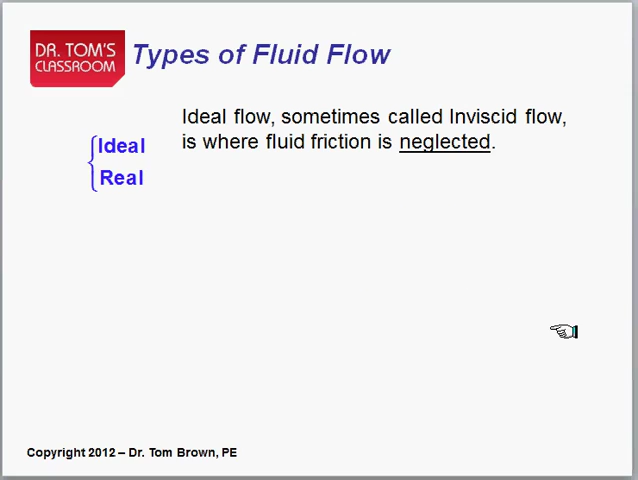 DR. TOM'S
CLASSROOM
Types of Fluid Flow
Ideal flow, sometimes called Inviscid flow,
is where fluid friction is neglected.
Ideal
Real
Copyright 2012 – Dr. Tom Brown, PE